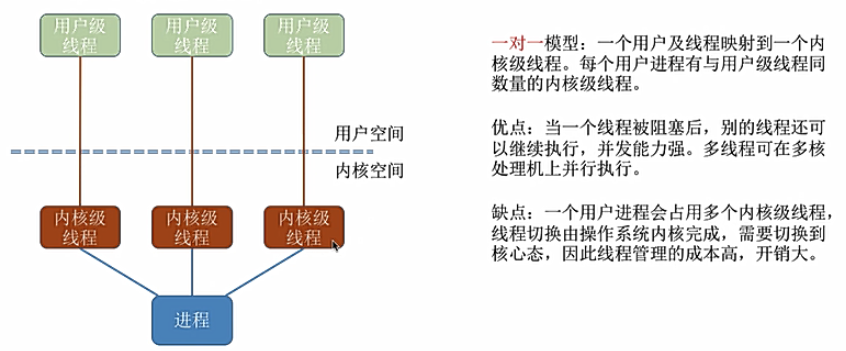 用户级
线程
用户级
线程
用户级
线程
用户空间
内核空间
内核级
线程
内核级
线程
内核级
线程
进程
一对一模型：一个用户及线程映射到一个内
核级线程。每个用户进程有与用户级线程同
数量的内核级线程。
优点：当一个线程被阻塞后，别的线程还可
以继续执行，并发能力强。多线程可在多核
处理机上并行执行。
缺点：一个用户进程会占用多个内核级线程，
线程切换由操作系统内核完成，需要切换到
核心态，因此线程管理的成本高，开销大。